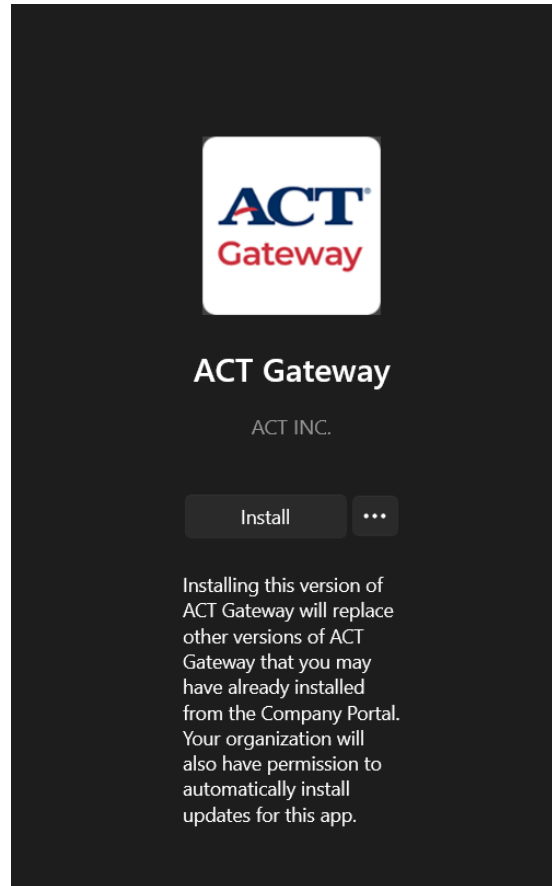 ACT®
Gateway
ACT Gateway
ACT INC.
Install
Installing this version of
ACT Gateway will replace
other versions of ACT
Gateway that you may
have already installed
from the Company Portal.
Your organization will
also have permission to
automatically install
updates for this app.